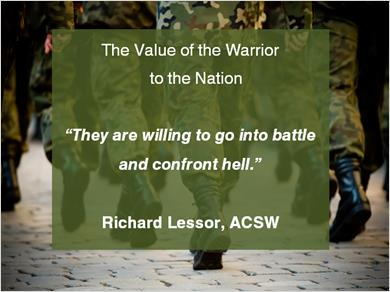 The Value of the Warrior
to the Nation
“They are willing to go into battle
and confront hell.”
Richard Lessor, ACSW